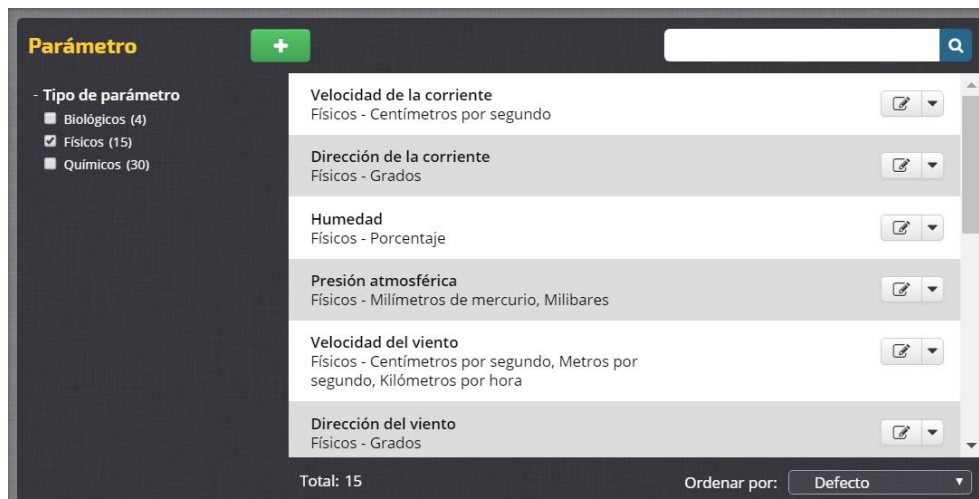 Parámetro
- Tipo de parámetro
Biológicos (4)
Físicos (15)
Químicos (30)
Velocidad de la corriente
Físicos - Centímetros por segundo
Dirección de la corriente
Físicos - Grados
Humedad
Físicos - Porcentaje
Presión atmosférica
Físicos - Milímetros de mercurio, Milibares
Velocidad del viento
Físicos - Centímetros por segundo, Metros por
segundo, Kilómetros por hora
Dirección del viento
Físicos - Grados
Total: 15
Ordenar por: Defecto